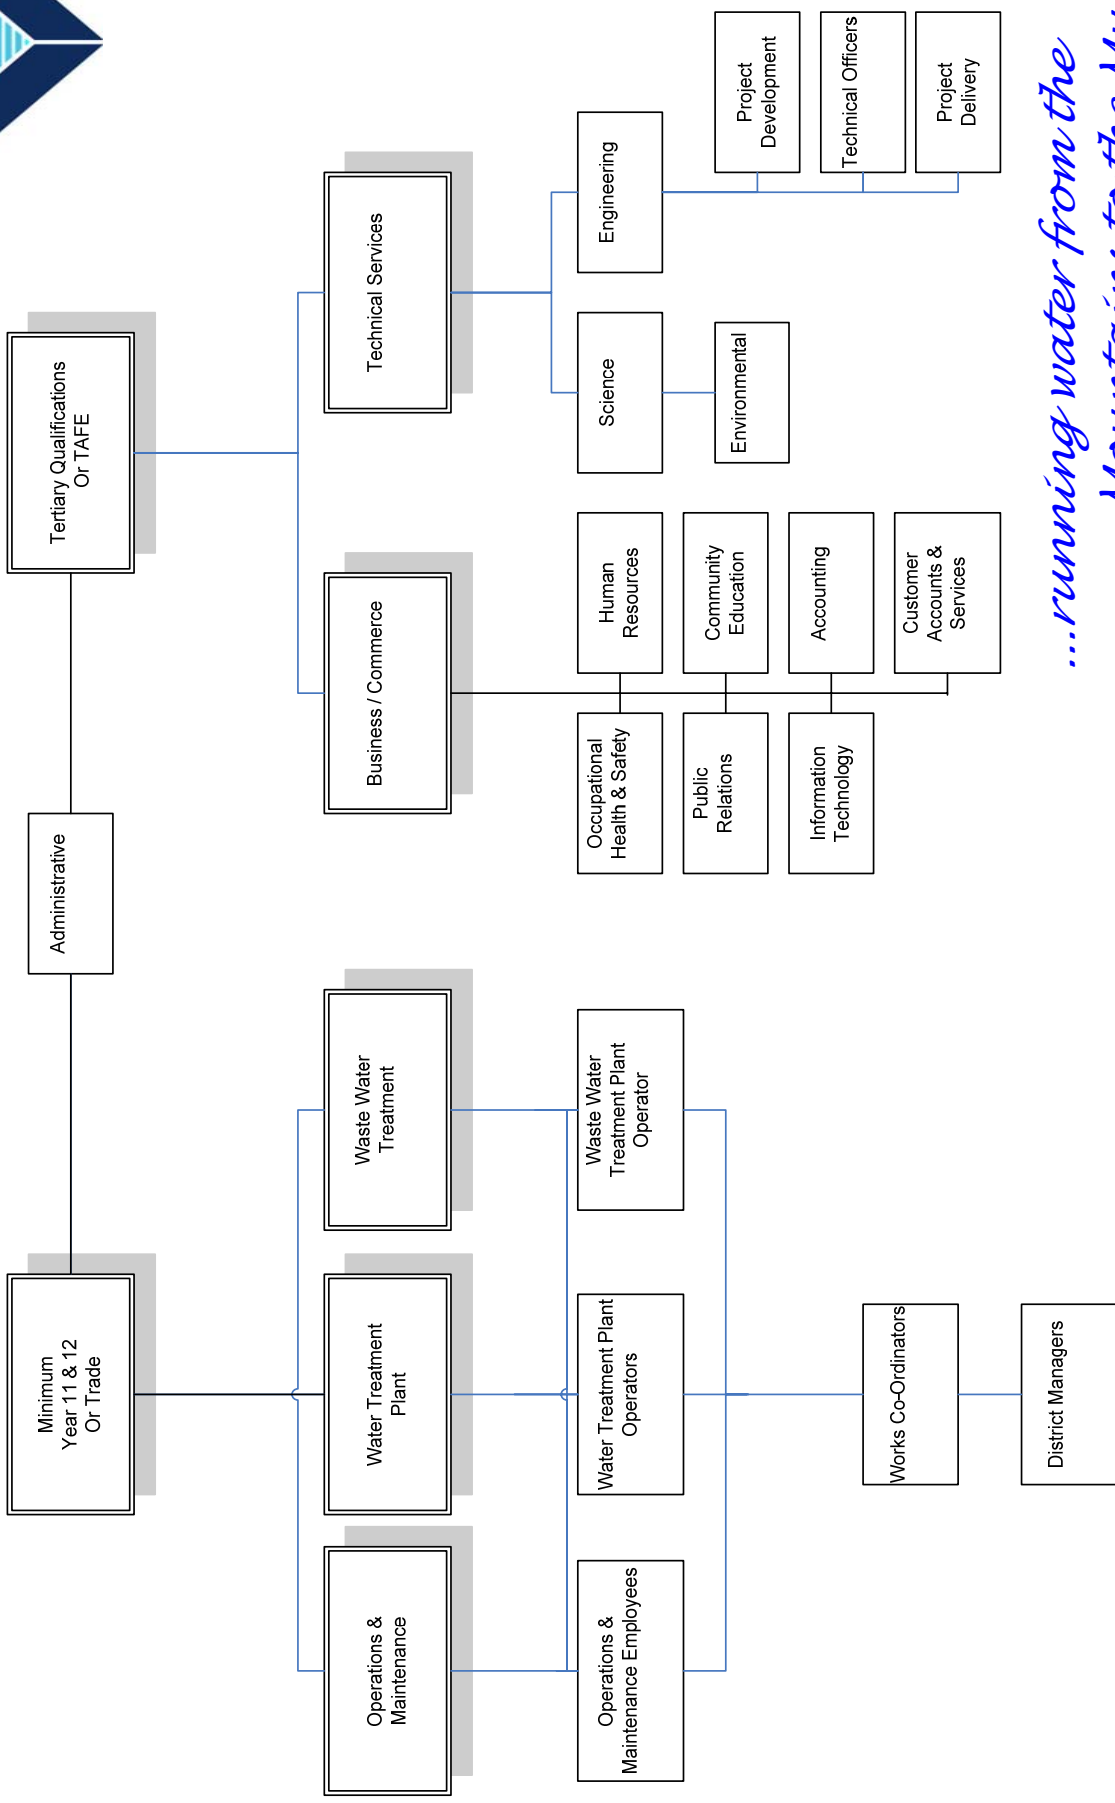 Minimum
Year 11 & 12
Or Trade
Administrative
Tertiary Qualifications
Or TAFE
Operations &
Maintenance
Water Treatment
Plant
Waste Water
Treatment
Business / Commerce
Technical Services
Operations &
Maintenance Employees
Water Treatment Plant
Operators
Waste Water
Treatment Plant
Operator
Occupational
Health & Safety
Human
Resources
Public
Relations
Community
Education
Information
Technology
Accounting
Customer
Accounts &
Services
Science
Environmental
Engineering
Project
Development
Technical Officers
Project
Delivery
Works Co-Ordinators
District Managers
...running water from the
Mountains to the